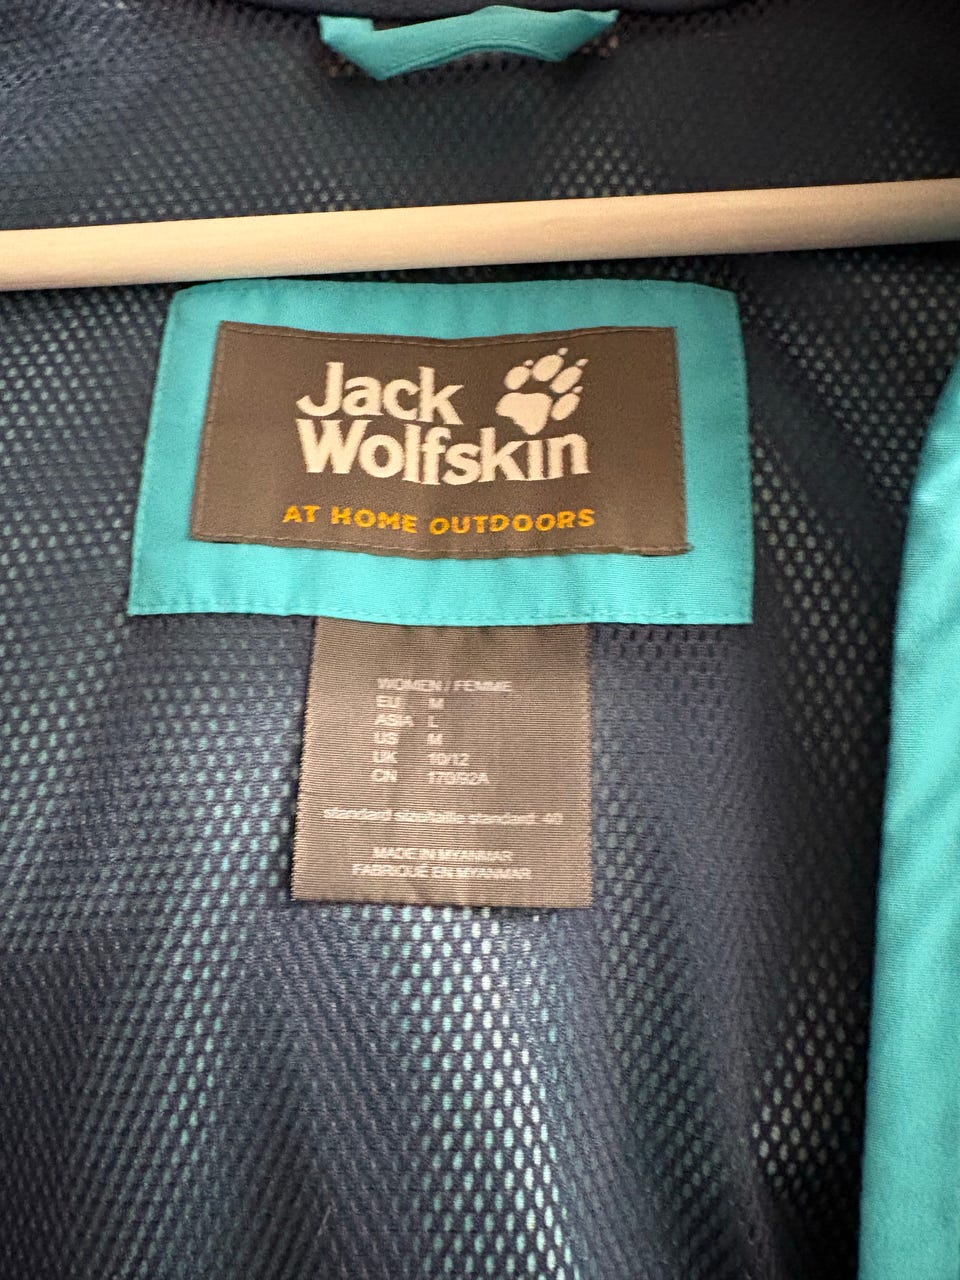 Jack
Wolfskin
AT HOME OUTDOORS
WOMEN / FEMME
EU M
ASIA L
US M
UK 10/12
CN 170/92A
standard size/taille standard: 40
MADE IN MYANMAR
FABRIQUÉ EN MYANMAR